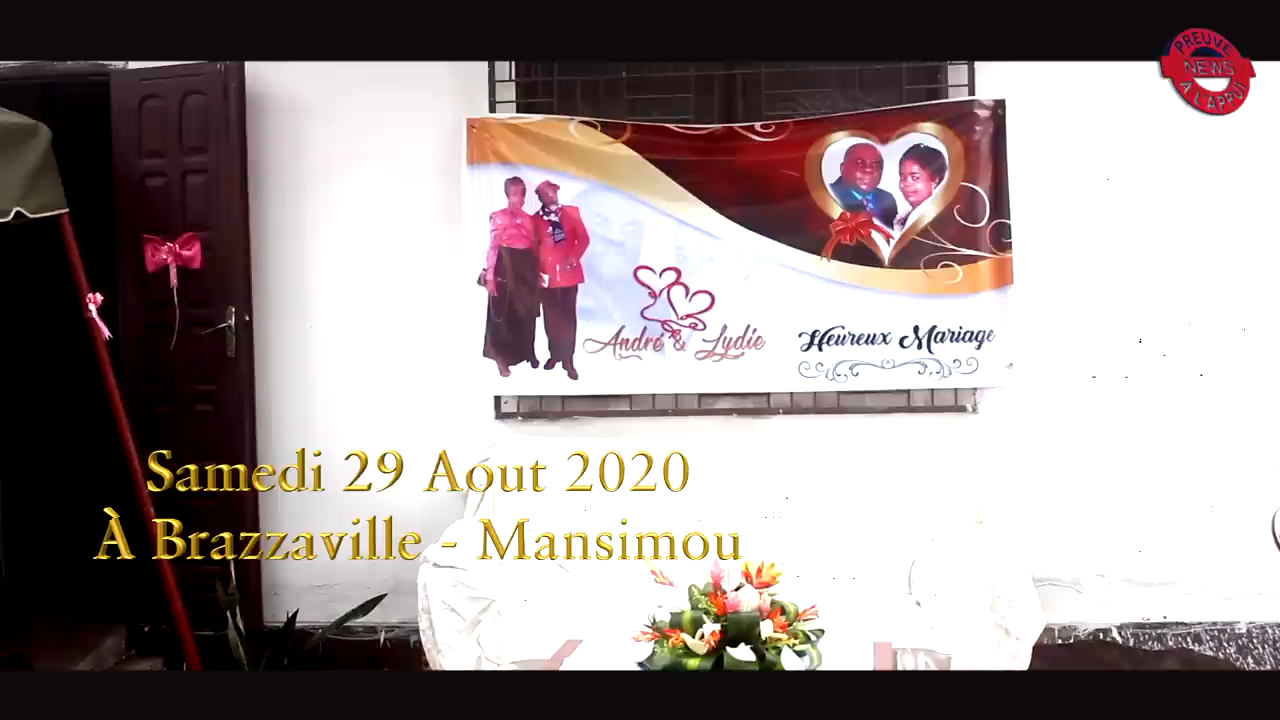 PREUVE
NEWS
A L'APPUI
André & Lydie
Heureux Mariage
Samedi 29 Aout 2020
À Brazzaville - Mansimou